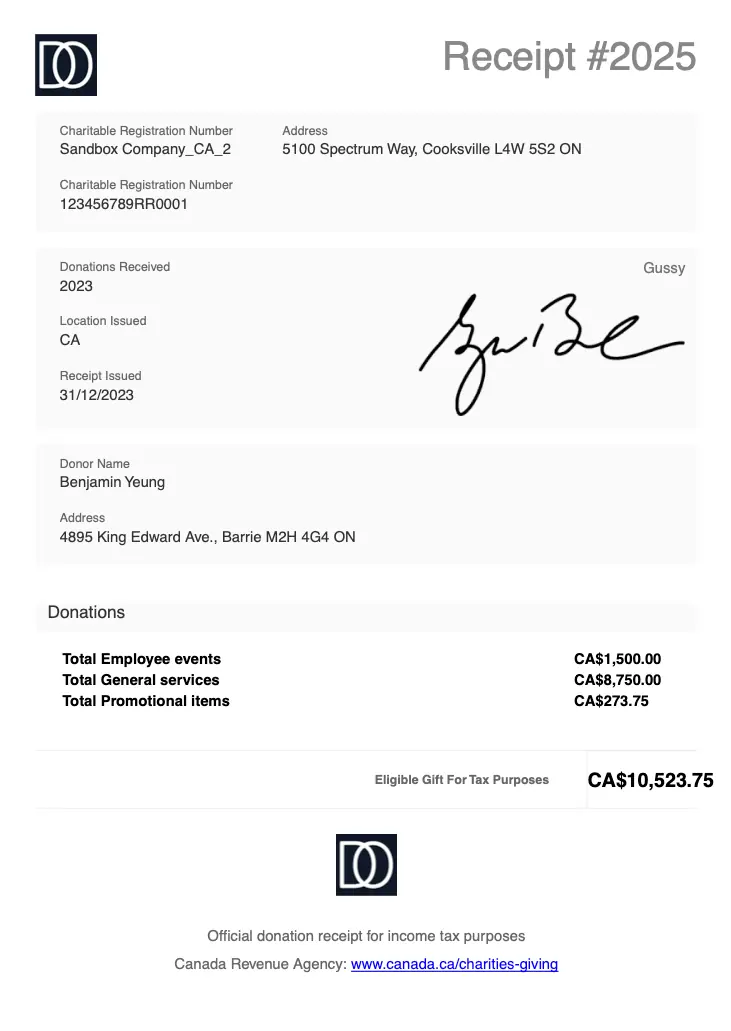 DO
Receipt #2025
Charitable Registration Number
Sandbox Company_CA_2
Address
5100 Spectrum Way, Cooksville L4W 5S2 ON
Charitable Registration Number
123456789RR0001
Donations Received
2023
Gussy
Location Issued
CA
Receipt Issued
31/12/2023
Donor Name
Benjamin Yeung
Address
4895 King Edward Ave., Barrie M2H 4G4 ON
Donations
Total Employee events CA$1,500.00
Total General services CA$8,750.00
Total Promotional items CA$273.75
Eligible Gift For Tax Purposes CA$10,523.75
DO
Official donation receipt for income tax purposes
Canada Revenue Agency: www.canada.ca/charities-giving